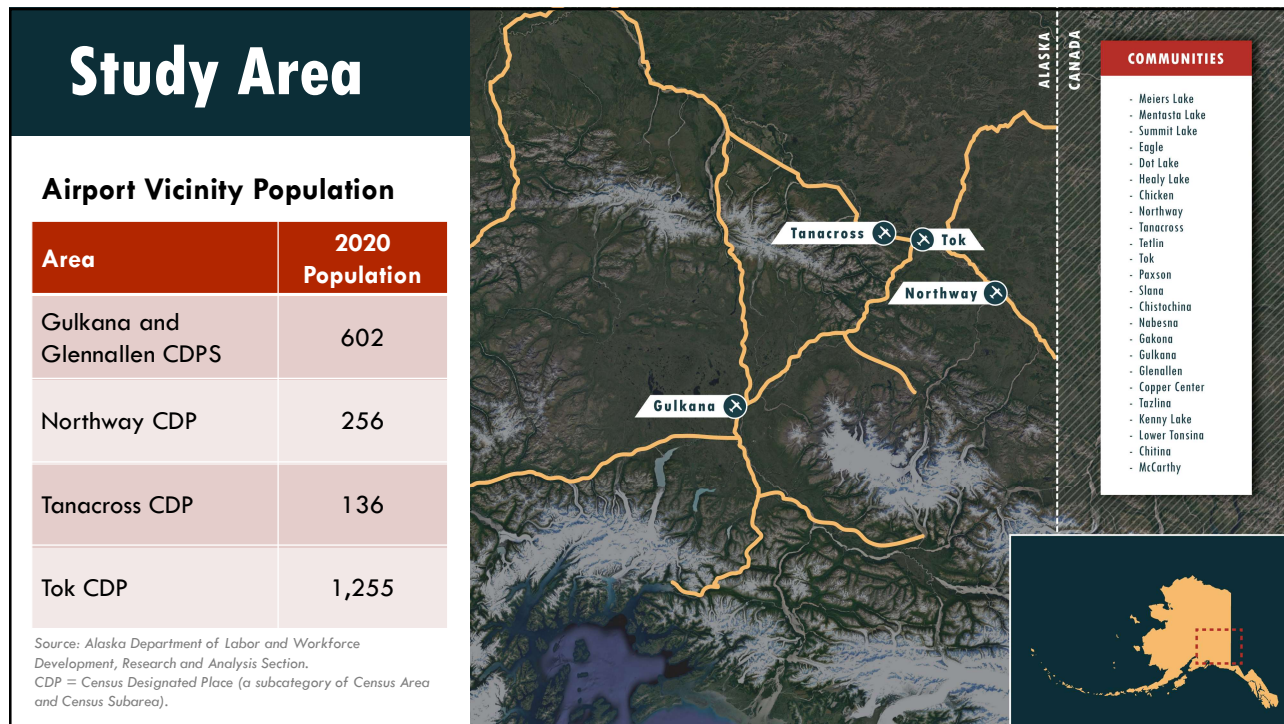 Study Area
Airport Vicinity Population
Area
2020
Population
Gulkana and
Glennallen CDPS
602
Northway CDP
256
Tanacross CDP
136
Tok CDP
1,255
Source: Alaska Department of Labor and Workforce
Development, Research and Analysis Section.
CDP = Census Designated Place (a subcategory of Census Area
and Census Subarea).
Tanacross
Tok
Northway
Gulkana
ALASKA
CANADA
COMMUNITIES
- Meiers Lake
- Mentasta Lake
- Summit Lake
- Eagle
- Dot Lake
- Healy Lake
- Chicken
- Northway
- Tanacross
- Tetlin
- Tok
- Paxson
- Slana
- Chistochina
- Nabesna
- Gakona
- Gulkana
- Glenallen
- Copper Center
- Tazlina
- Kenny Lake
- Lower Tonsina
- Chitina
- McCarthy